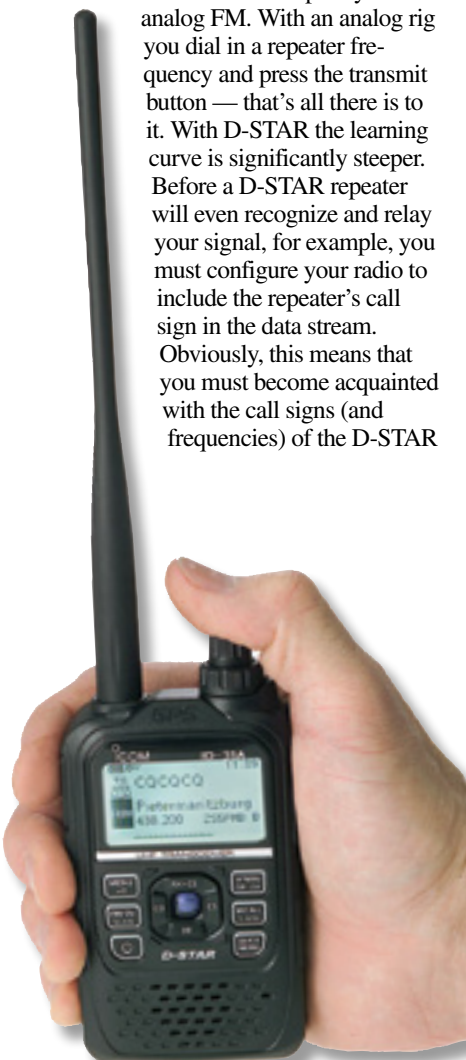 analog FM. With an analog rig
you dial in a repeater fre-
quency and press the transmit
button — that's all there is to
it. With D-STAR the learning
curve is significantly steeper.
Before a D-STAR repeater
will even recognize and relay
your signal, for example, you
must configure your radio to
include the repeater's call
sign in the data stream.
Obviously, this means that
you must become acquainted
with the call signs (and
frequencies) of the D-STAR
GPS
ICOM
CQCQCQ
438.200
D-STAR